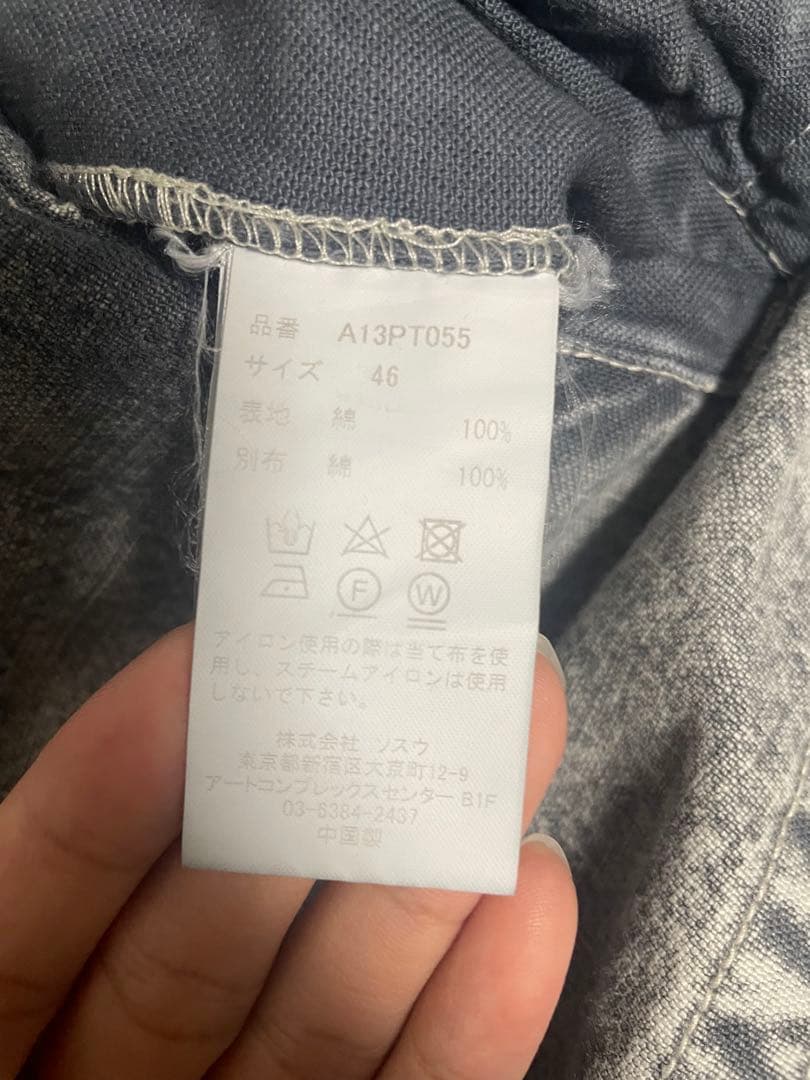 品番 A13PT055
サイズ 46
表地 綿 100%
別布 綿 100%
F W
アイロン使用の際は当て布を使
用し、スチームアイロンは使用
しないで下さい。
株式会社 ソスウ
東京都新宿区大京町12-9
アートコンプレックスセンター B1F
03-6384-2437
中国製